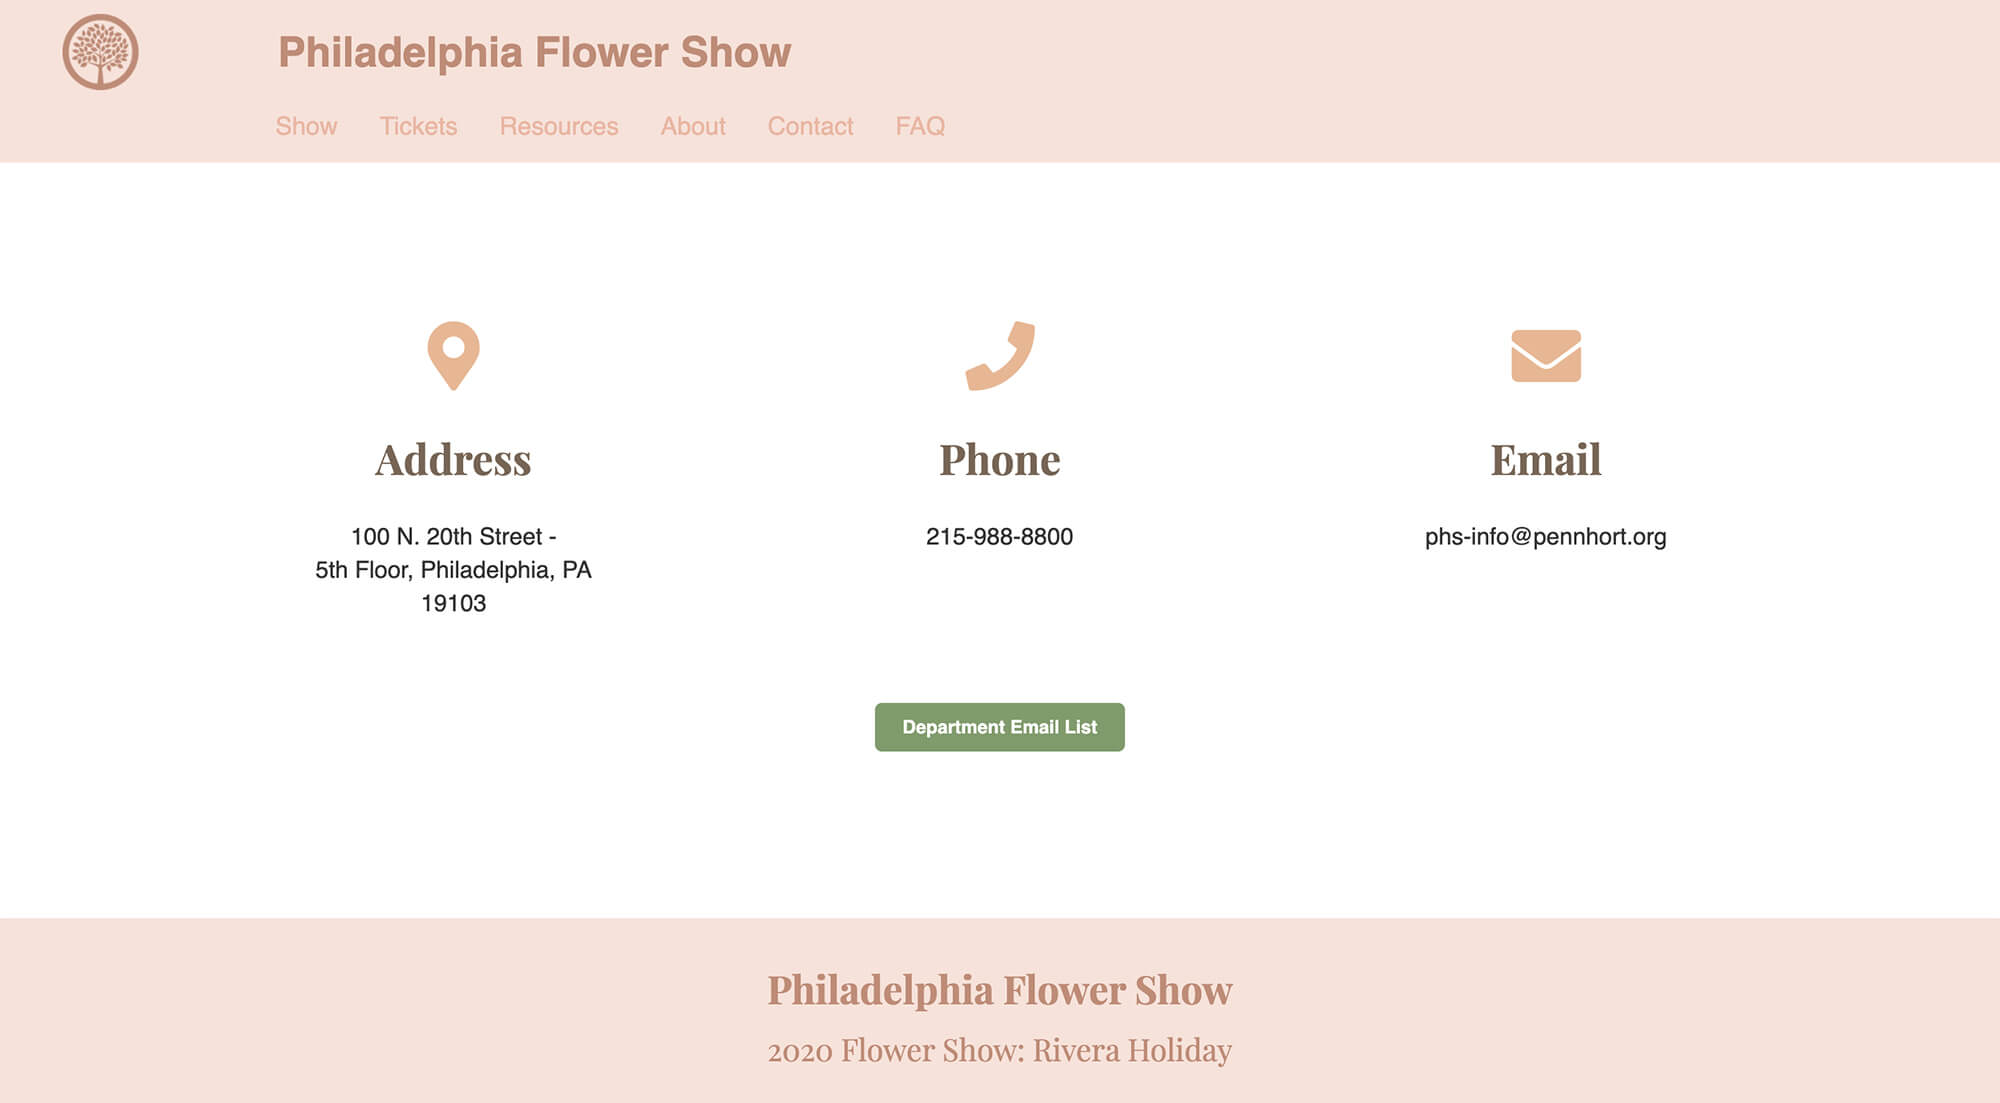 Philadelphia Flower Show
Show Tickets Resources About Contact FAQ
Address
100 N. 20th Street -
5th Floor, Philadelphia, PA
19103
Phone
215-988-8800
Email
phs-info@pennhort.org
Department Email List
Philadelphia Flower Show
2020 Flower Show: Rivera Holiday